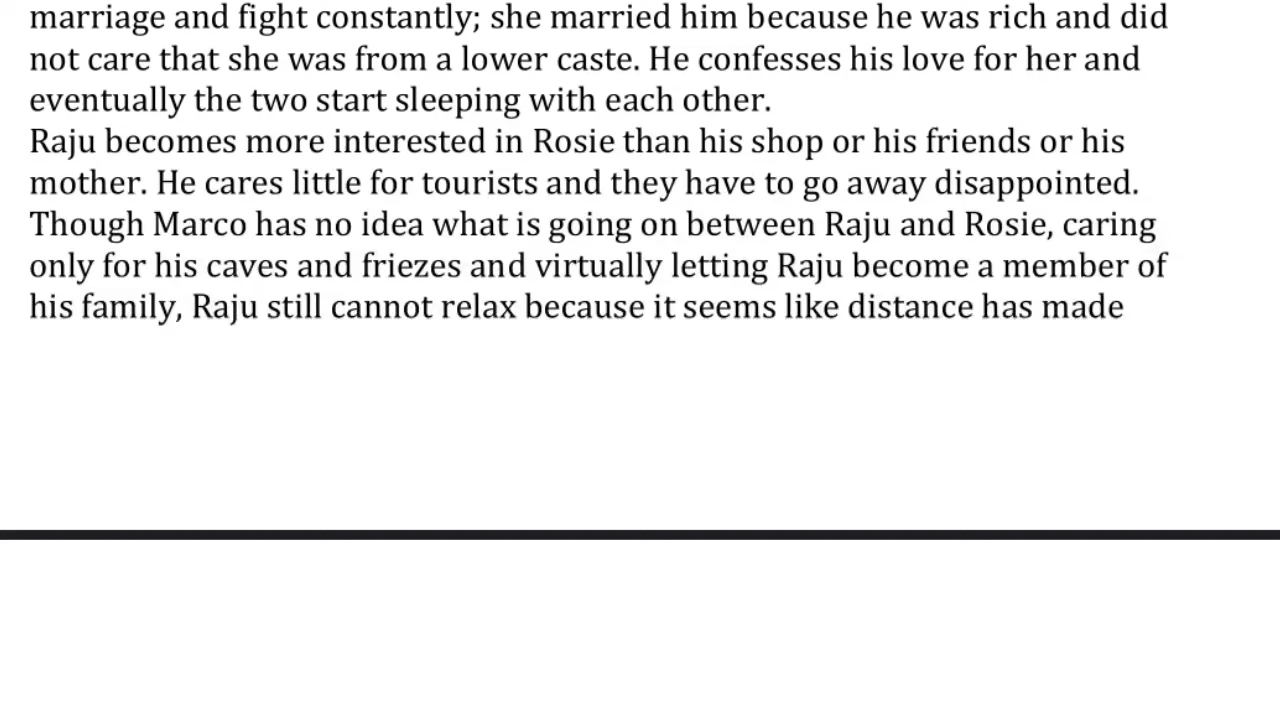 marriage and fight constantly; she married him because he was rich and did
not care that she was from a lower caste. He confesses his love for her and
eventually the two start sleeping with each other.
Raju becomes more interested in Rosie than his shop or his friends or his
mother. He cares little for tourists and they have to go away disappointed.
Though Marco has no idea what is going on between Raju and Rosie, caring
only for his caves and friezes and virtually letting Raju become a member of
his family, Raju still cannot relax because it seems like distance has made